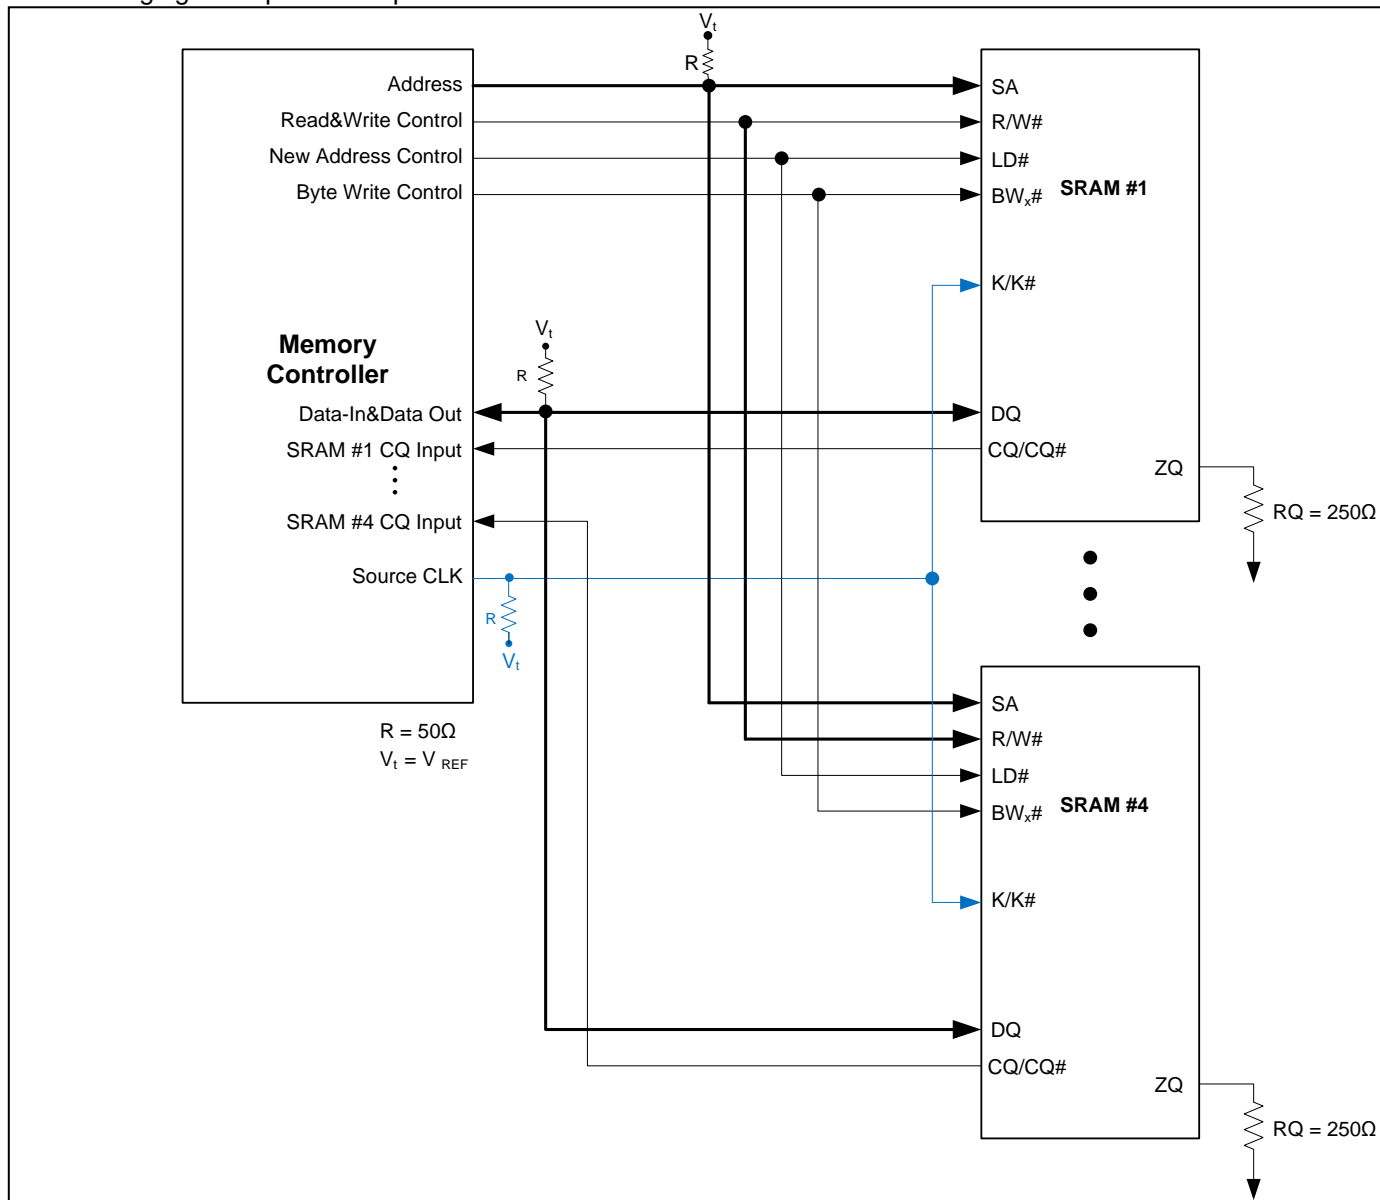 Vt
R
Address
Read&Write Control
New Address Control
Byte Write Control
SA
R/W#
LD#
BWx#
SRAM #1
K/K#
Vt
R
Memory
Controller
Data-In&Data Out
SRAM #1 CQ Input
SRAM #4 CQ Input
Source CLK
DQ
CQ/CQ#
ZQ
RQ = 250Ω
R
Vt
R = 50Ω
Vt = V REF
SA
R/W#
LD#
BWx#
SRAM #4
K/K#
DQ
CQ/CQ#
ZQ
RQ = 250Ω